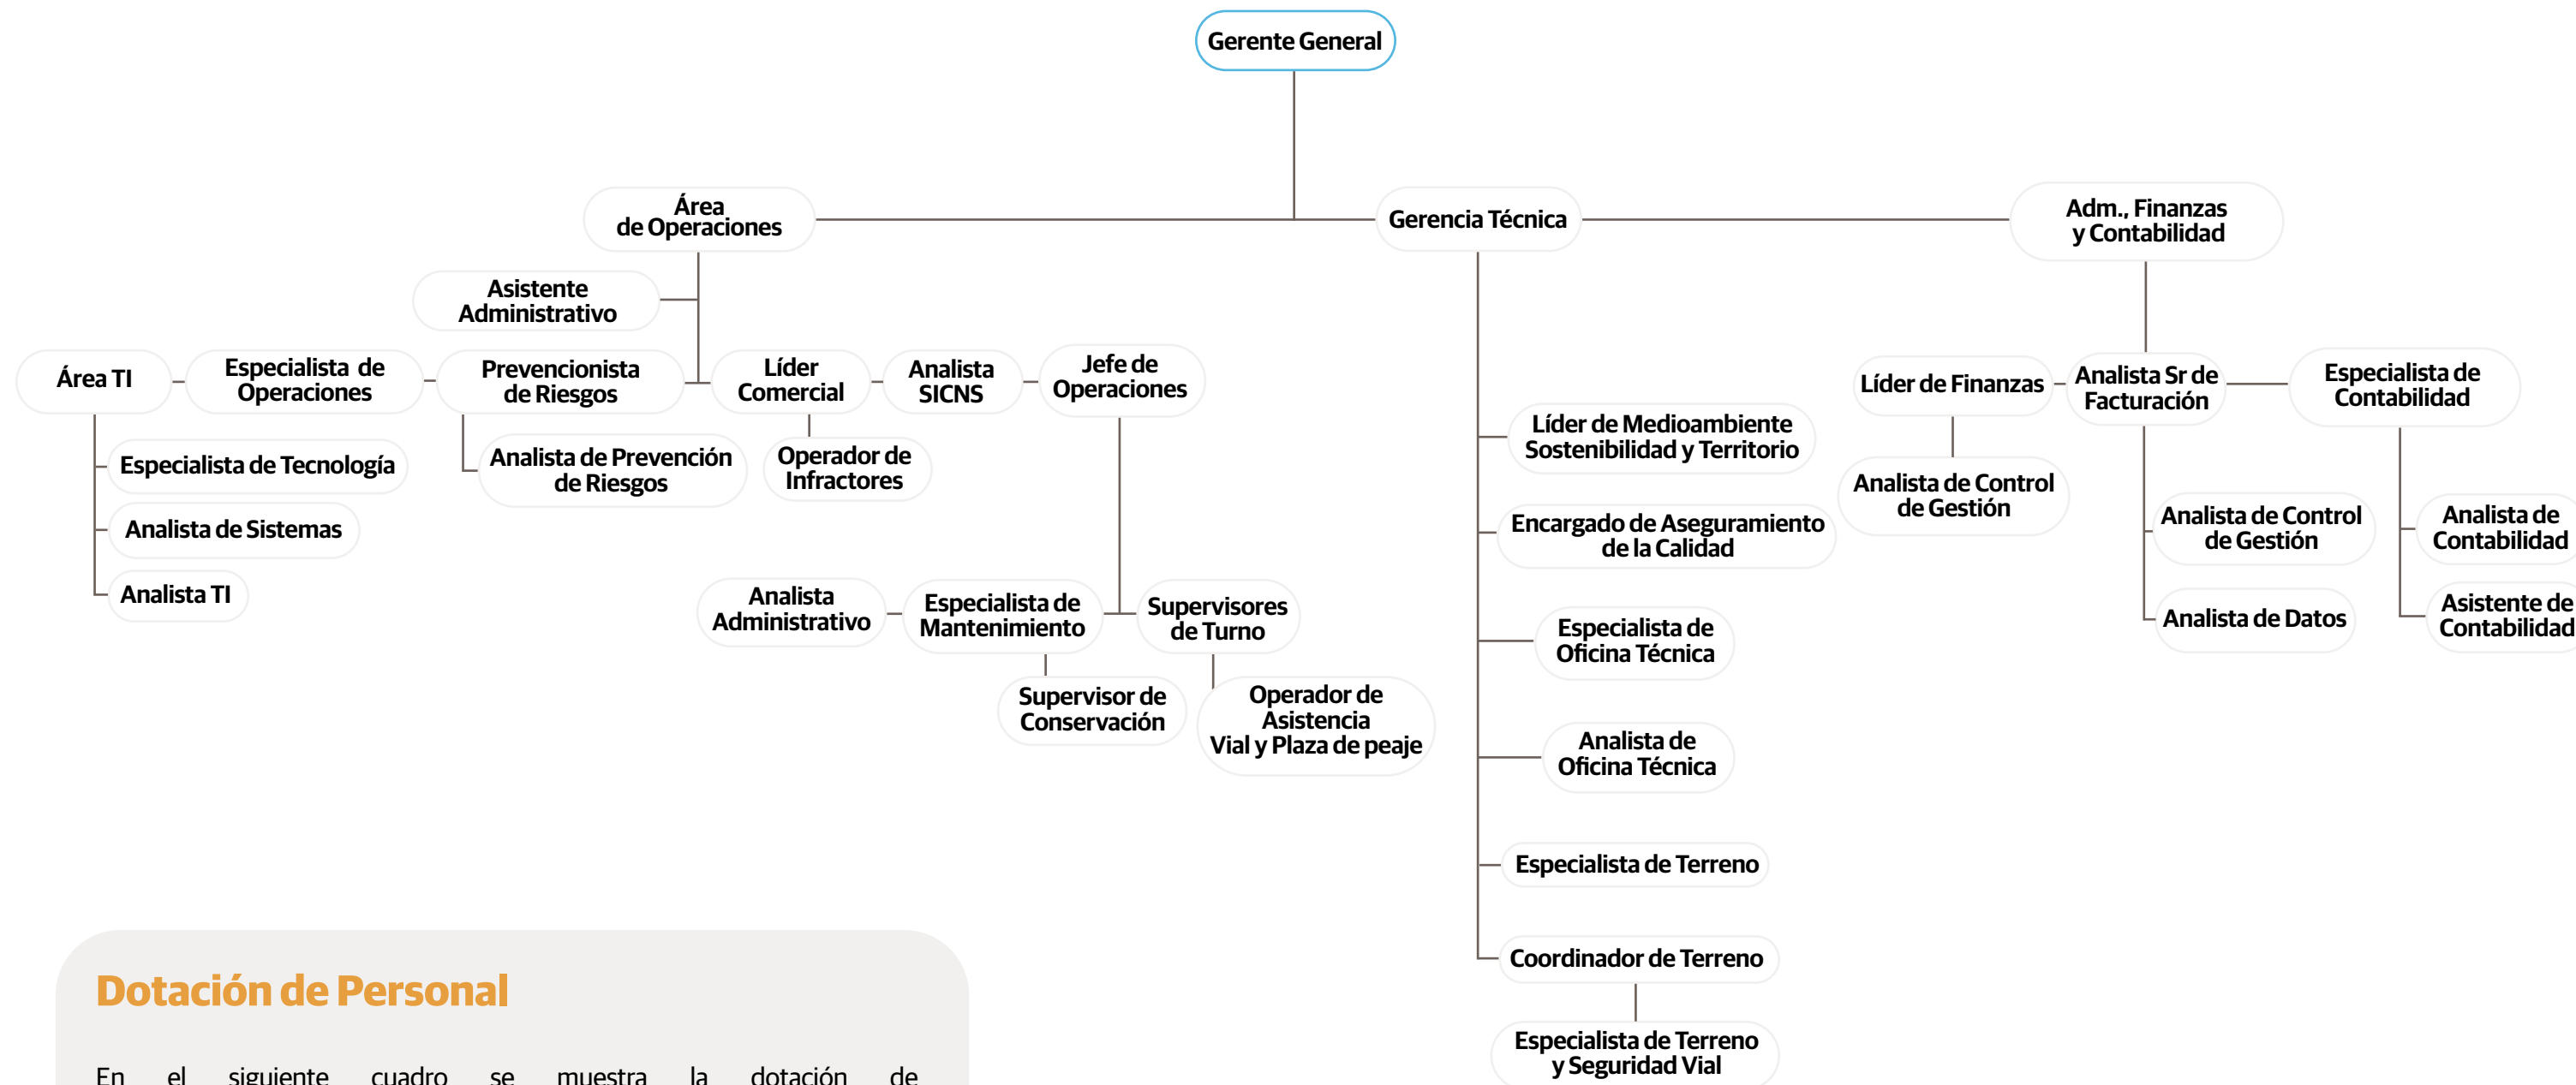 Gerente General
Área
de Operaciones
Gerencia Técnica
Adm., Finanzas
y Contabilidad
Asistente
Administrativo
Área TI
Especialista de
Operaciones
Prevencionista
de Riesgos
Líder
Comercial
Analista
SICNS
Jefe de
Operaciones
Líder de Finanzas
Analista Sr de
Facturación
Especialista de
Contabilidad
Especialista de Tecnología
Analista de Sistemas
Analista TI
Analista de Prevención
de Riesgos
Operador de
Infractores
Analista
Administrativo
Especialista de
Mantenimiento
Supervisores
de Turno
Supervisor de
Conservación
Operador de
Asistencia
Vial y Plaza de peaje
Líder de Medioambiente
Sostenibilidad y Territorio
Encargado de Aseguramiento
de la Calidad
Especialista de
Oficina Técnica
Analista de
Oficina Técnica
Especialista de Terreno
Coordinador de Terreno
Especialista de Terreno
y Seguridad Vial
Analista de Control
de Gestión
Analista de Control
de Gestión
Analista de Datos
Analista de
Contabilidad
Asistente de
Contabilidad
Dotación de Personal
En el siguiente cuadro se muestra la dotación de